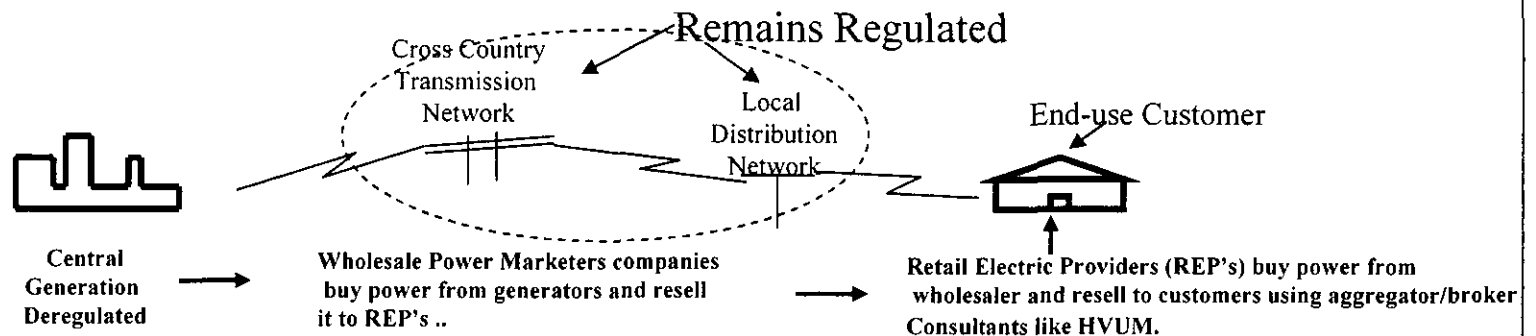 Remains Regulated
Cross Country
Transmission
Network
Local
Distribution
Network
End-use Customer
Central
Generation
Deregulated
Wholesale Power Marketers companies
buy power from generators and resell
it to REP's ..
Retail Electric Providers (REP's) buy power from
wholesaler and resell to customers using aggregator/broker
Consultants like HVUM.